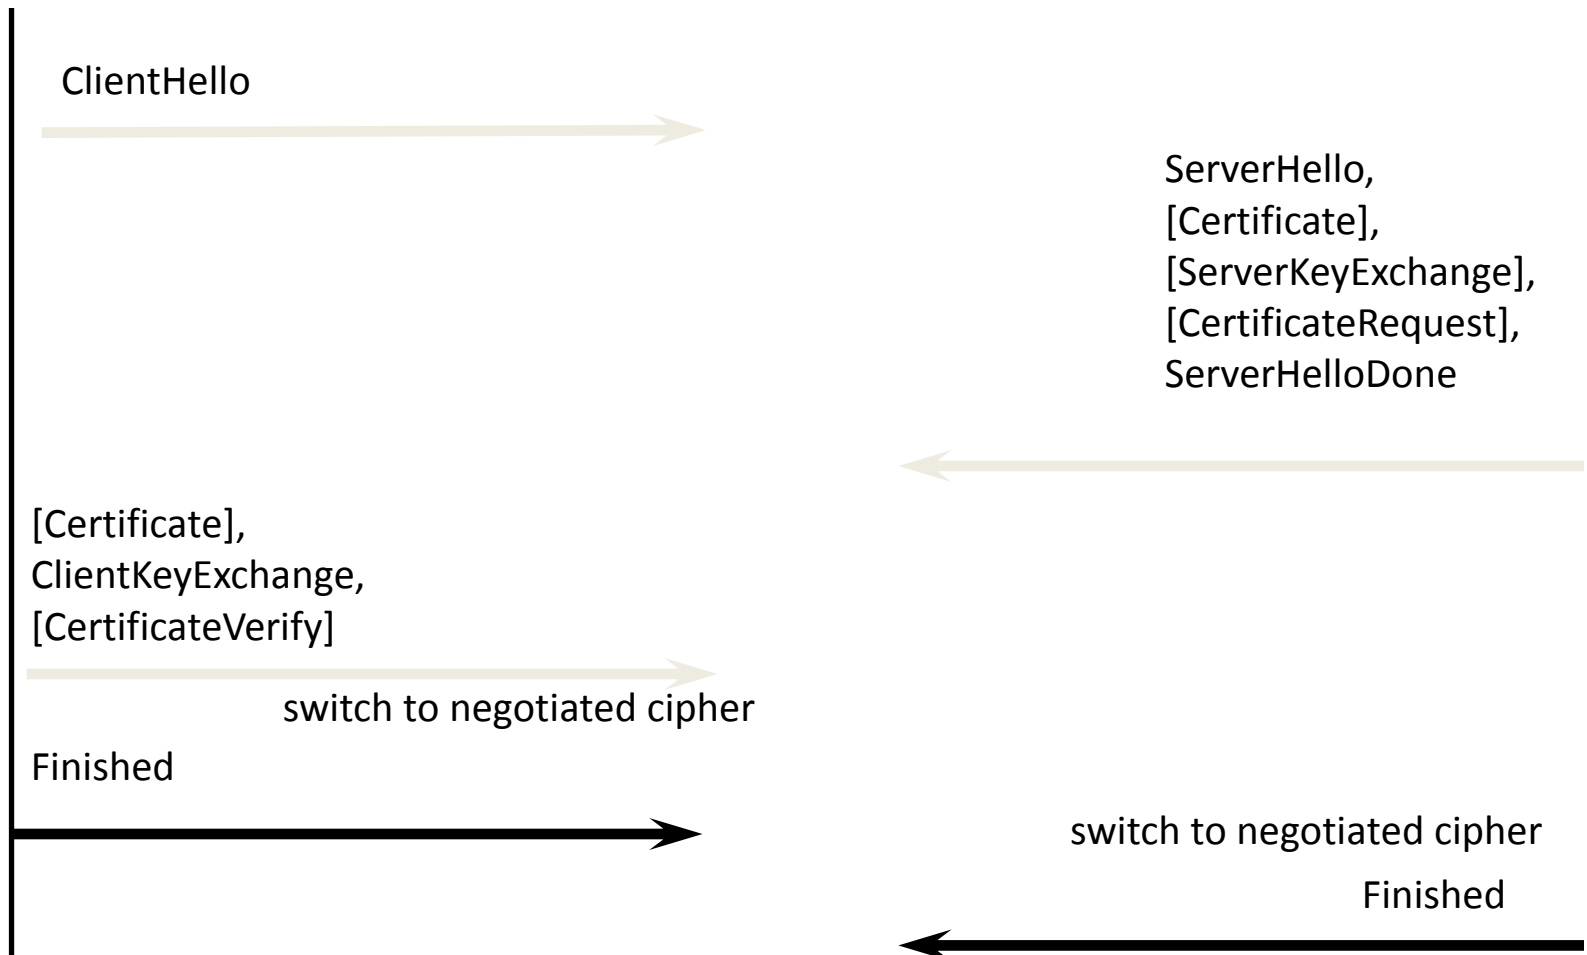 ClientHello
ServerHello,
[Certificate],
[ServerKeyExchange],
[CertificateRequest],
ServerHelloDone
[Certificate],
ClientKeyExchange,
[CertificateVerify]
switch to negotiated cipher
Finished
switch to negotiated cipher
Finished